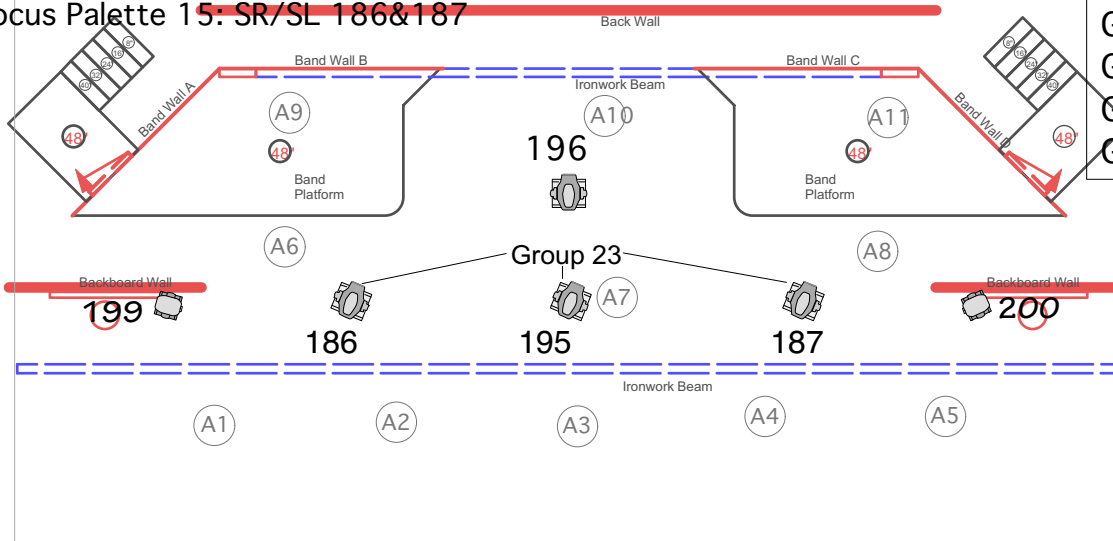 ocus Palette 15: SR/SL 186&187
Back Wall
G
G
G
G
8"
16"
24
32
40
Band Wall B
Band Wall C
8"
16"
24
32
40
Ironwork Beam
Band Wall A
Band Wall D
A9
A10
A11
48"
48"
196
48"
48"
Band
Platform
Band
Platform
A6
Group 23
A8
Backboard Wall
Backboard Wall
A7
199
200
186
195
187
Ironwork Beam
A1
A2
A3
A4
A5